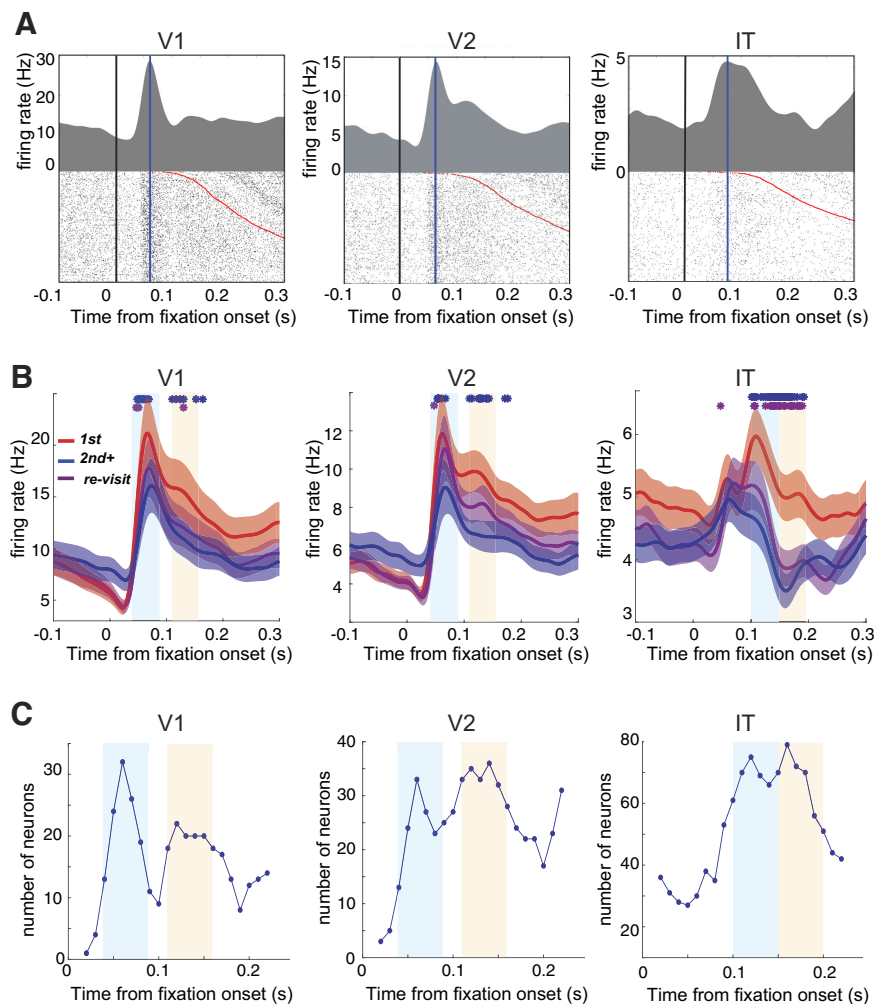 A
V1
V2
IT
firing rate (Hz)
30
20
10
0
-0.1
0
0.1
0.2
0.3
Time from fixation onset (s)
firing rate (Hz)
15
10
5
0
-0.1
0
0.1
0.2
0.3
Time from fixation onset (s)
firing rate (Hz)
5
0
-0.1
0
0.1
0.2
0.3
Time from fixation onset (s)
B
V1
V2
IT
firing rate (Hz)
20
15
10
5
1st
2nd+
re-visit
-0.1
0
0.1
0.2
0.3
Time from fixation onset (s)
firing rate (Hz)
12
10
8
6
4
-0.1
0
0.1
0.2
0.3
Time from fixation onset (s)
firing rate (Hz)
6
5
4
3
-0.1
0
0.1
0.2
0.3
Time from fixation onset (s)
C
V1
V2
IT
number of neurons
30
20
10
0
0
0.1
0.2
Time from fixation onset (s)
number of neurons
40
30
20
10
0
0
0.1
0.2
Time from fixation onset (s)
number of neurons
80
60
40
20
0
0.1
0.2
Time from fixation onset (s)